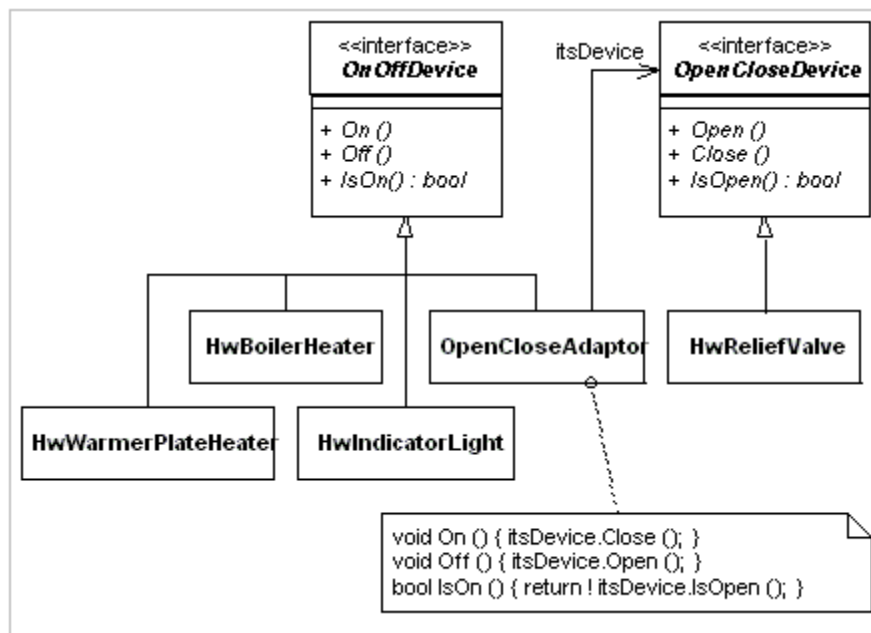 <<interface>>
OnOffDevice
+ On ()
+ Off ()
+ IsOn() : bool
itsDevice
<<interface>>
OpenCloseDevice
+ Open ()
+ Close ()
+ IsOpen() : bool
HwBoilerHeater
OpenCloseAdaptor
HwReliefValve
HwWarmerPlateHeater
HwIndicatorLight
void On () { itsDevice.Close (); }
void Off () { itsDevice.Open (); }
bool IsOn () { return ! itsDevice.IsOpen (); }